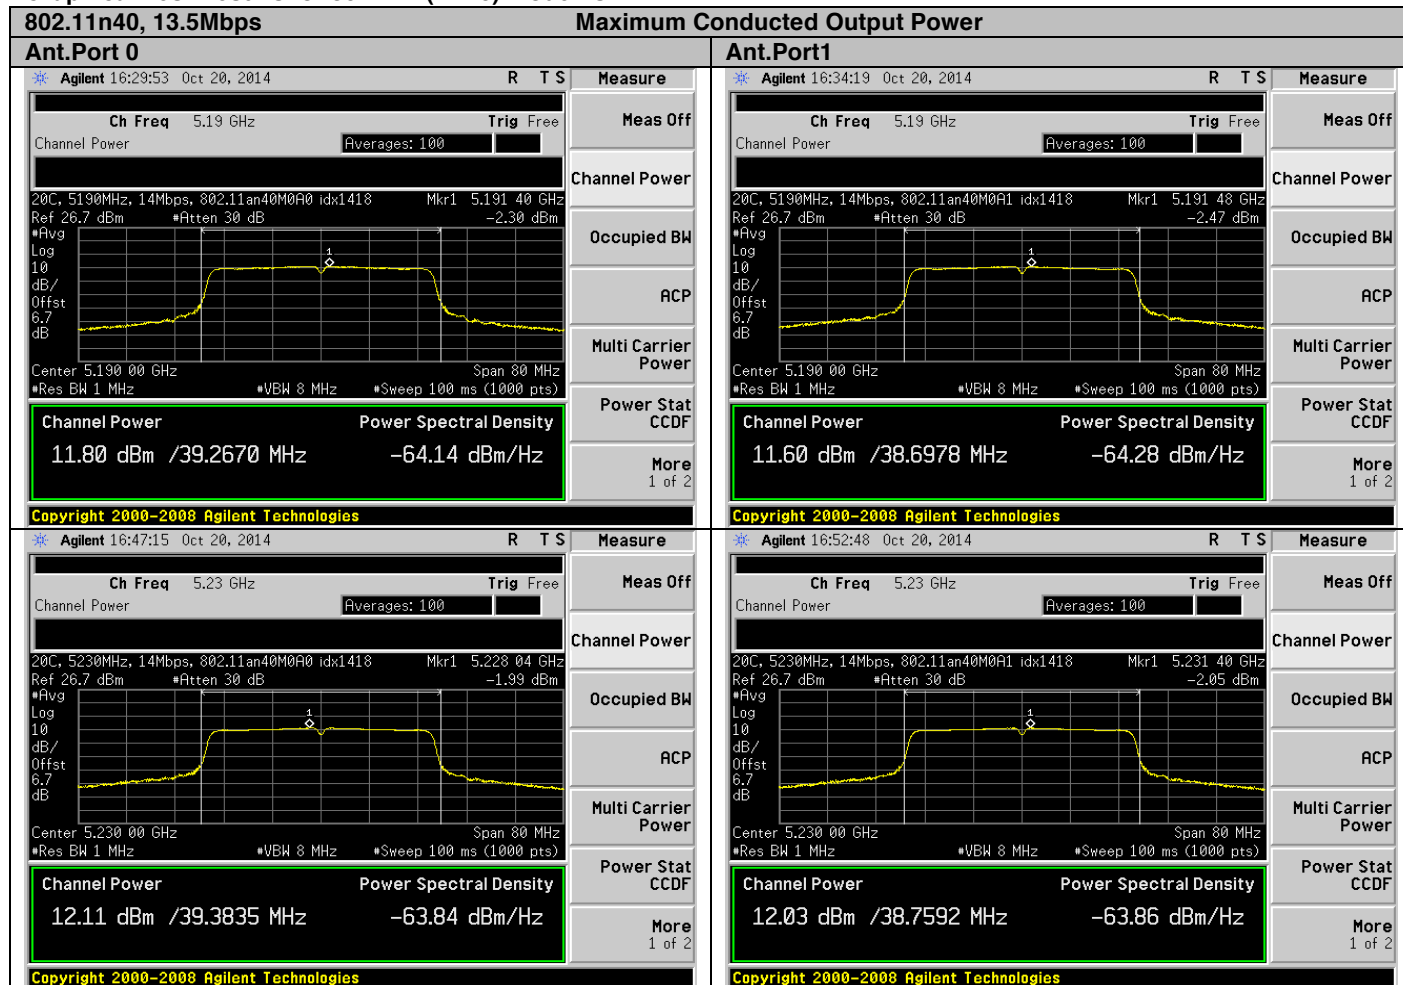 802.11n40, 13.5Mbps Maximum Conducted Output Power
Ant.Port 0 Ant.Port1
Agilent 16:29:53 Oct 20, 2014 R T S Measure
Ch Freq 5.19 GHz Trig Free Meas Off
Channel Power Averages: 100
Channel Power
20C, 5190MHz, 14Mbps, 802.11an40M0A0 idx1418 Mkr1 5.191 40 GHz
Ref 26.7 dBm #Atten 30 dB -2.30 dBm
#Avg
Occupied BW
Log
1
10
dB/
ACP
Offst
6.7
dB
Multi Carrier
Power
Center 5.190 00 GHz Span 80 MHz
#Res BW 1 MHz #VBW 8 MHz #Sweep 100 ms (1000 pts)
Power Stat
CCDF
Channel Power Power Spectral Density
11.80 dBm /39.2670 MHz -64.14 dBm/Hz
More
1 of 2
Copyright 2000-2008 Agilent Technologies
Agilent 16:34:19 Oct 20, 2014 R T S Measure
Ch Freq 5.19 GHz Trig Free Meas Off
Channel Power Averages: 100
Channel Power
20C, 5190MHz, 14Mbps, 802.11an40M0A1 idx1418 Mkr1 5.191 48 GHz
Ref 26.7 dBm #Atten 30 dB -2.47 dBm
#Avg
Occupied BW
Log
1
10
dB/
ACP
Offst
6.7
dB
Multi Carrier
Power
Center 5.190 00 GHz Span 80 MHz
#Res BW 1 MHz #VBW 8 MHz #Sweep 100 ms (1000 pts)
Power Stat
CCDF
Channel Power Power Spectral Density
11.60 dBm /38.6978 MHz -64.28 dBm/Hz
More
1 of 2
Copyright 2000-2008 Agilent Technologies
Agilent 16:47:15 Oct 20, 2014 R T S Measure
Ch Freq 5.23 GHz Trig Free Meas Off
Channel Power Averages: 100
Channel Power
20C, 5230MHz, 14Mbps, 802.11an40M0A0 idx1418 Mkr1 5.228 04 GHz
Ref 26.7 dBm #Atten 30 dB -1.99 dBm
#Avg
Occupied BW
Log
1
10
dB/
ACP
Offst
6.7
dB
Multi Carrier
Power
Center 5.230 00 GHz Span 80 MHz
#Res BW 1 MHz #VBW 8 MHz #Sweep 100 ms (1000 pts)
Power Stat
CCDF
Channel Power Power Spectral Density
12.11 dBm /39.3835 MHz -63.84 dBm/Hz
More
1 of 2
Copyright 2000-2008 Agilent Technologies
Agilent 16:52:48 Oct 20, 2014 R T S Measure
Ch Freq 5.23 GHz Trig Free Meas Off
Channel Power Averages: 100
Channel Power
20C, 5230MHz, 14Mbps, 802.11an40M0A1 idx1418 Mkr1 5.231 40 GHz
Ref 26.7 dBm #Atten 30 dB -2.05 dBm
#Avg
Occupied BW
Log
1
10
dB/
ACP
Offst
6.7
dB
Multi Carrier
Power
Center 5.230 00 GHz Span 80 MHz
#Res BW 1 MHz #VBW 8 MHz #Sweep 100 ms (1000 pts)
Power Stat
CCDF
Channel Power Power Spectral Density
12.03 dBm /38.7592 MHz -63.86 dBm/Hz
More
1 of 2
Copyright 2000-2008 Agilent Technologies